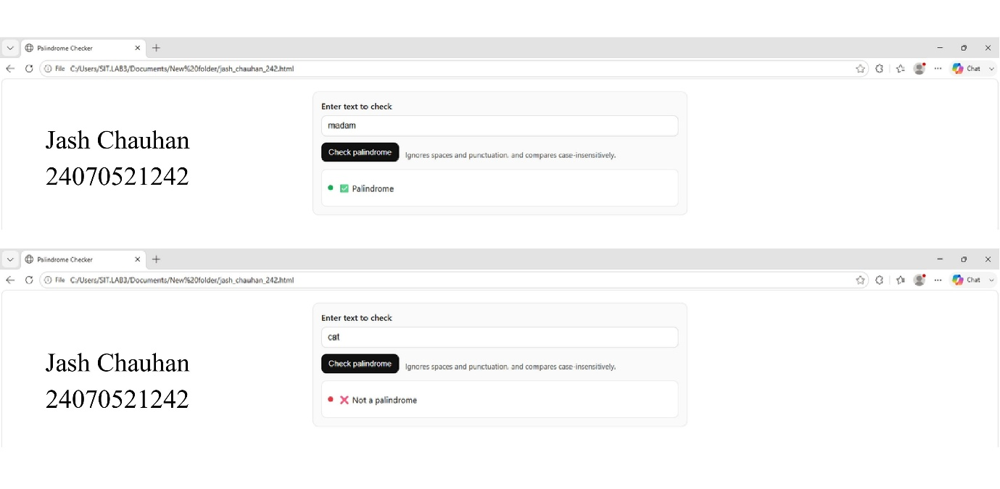 Palindrome Checker
File C:/Users/SIT.LAB3/Documents/New%20folder/jash_chauhan_242.html
Chat
Jash Chauhan
24070521242
Enter text to check
madam
Check palindrome Ignores spaces and punctuation, and compares case-insensitively.
Palindrome
Palindrome Checker
File C:/Users/SIT.LAB3/Documents/New%20folder/jash_chauhan_242.html
Chat
Jash Chauhan
24070521242
Enter text to check
cat
Check palindrome Ignores spaces and punctuation, and compares case-insensitively.
Not a palindrome